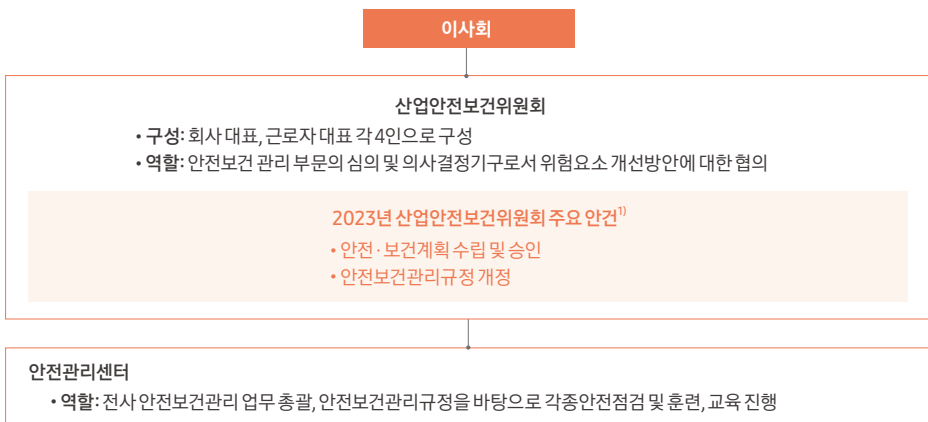 이사회
산업안전보건위원회
• 구성: 회사 대표, 근로자 대표 각 4인으로 구성
• 역할: 안전보건 관리 부문의 심의 및 의사결정기구로서 위험요소 개선방안에 대한 협의
2023년 산업안전보건위원회 주요 안건1)
• 안전 · 보건계획 수립 및 승인
• 안전보건관리규정 개정
안전관리센터
• 역할: 전사 안전보건관리 업무 총괄, 안전보건관리규정을 바탕으로 각종안전점검 및 훈련, 교육 진행